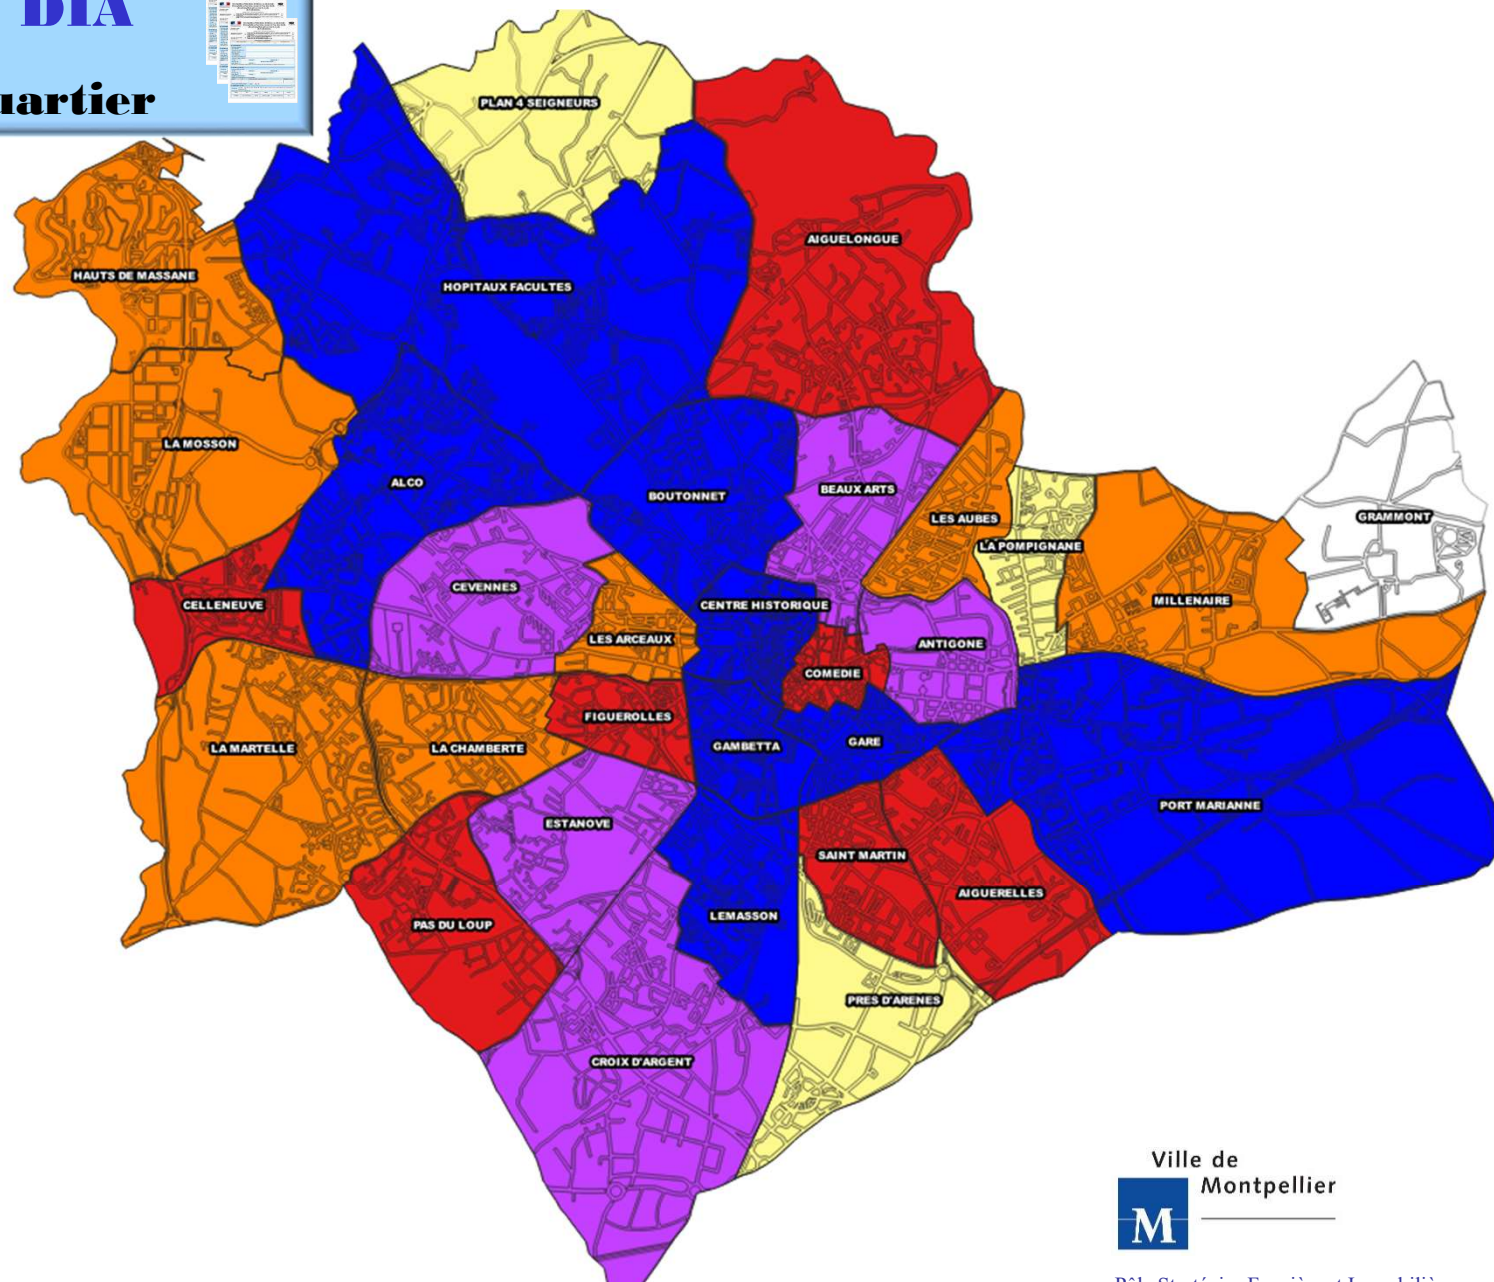 DIA
uartier
PLAN 4 SEIGNEURS
AIGUELONGUE
HAUTS DE MASSANE
HOPITAUX FACULTES
LA MOSSON
ALCO
BOUTONNET
BEAUX ARTS
LES AUBES
GRAMMONT
LA POMPIGNANE
CEVENNES
MILLENAIRE
CELLENEUVE
CENTRE HISTORIQUE
LES ARCEAUX
ANTIGONE
COMEDIE
FIGUEROLLES
LA MARTELLE
LA CHAMBERTE
GAMBETTA
GARE
PORT MARIANNE
ESTANOVE
SAINT MARTIN
AIGUERELLES
PAS DU LOUP
LEMASSON
PRES D'ARENES
CROIX D'ARGENT
Ville de
Montpellier
M